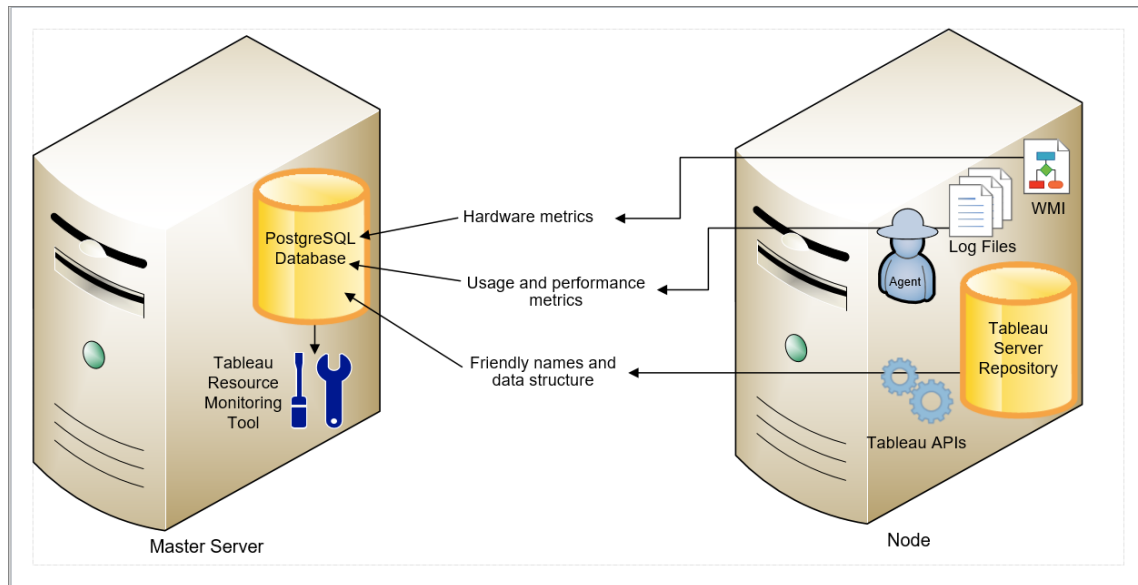 PostgreSQL
Database
Tableau
Resource
Monitoring
Tool
Master Server
Hardware metrics
Usage and performance
metrics
Friendly names and
data structure
WMI
Log Files
Agent
Tableau
Server
Repository
Tableau APIs
Node